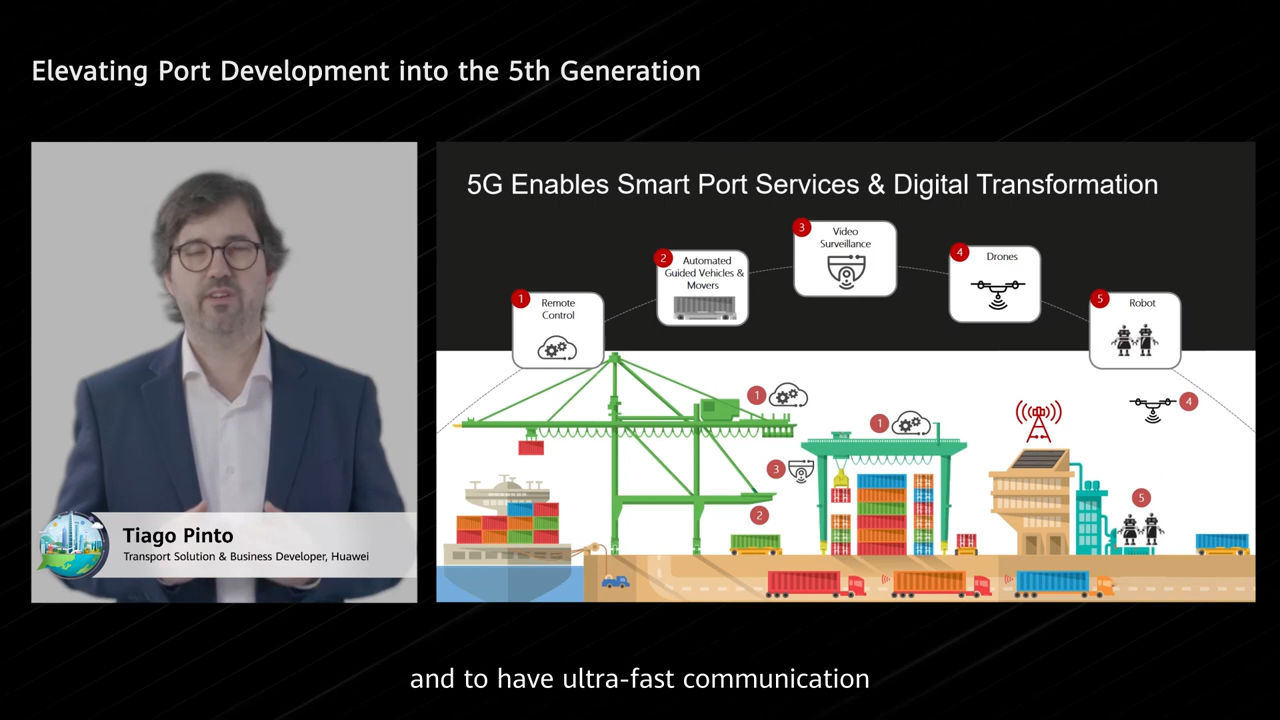 Elevating Port Development into the 5th Generation
5G Enables Smart Port Services & Digital Transformation
1
Remote
Control
2
Automated
Guided Vehicles &
Movers
3
Video
Surveillance
4
Drones
5
Robot
1
1
3
2
4
5
Tiago Pinto
Transport Solution & Business Developer, Huawei
and to have ultra-fast communication